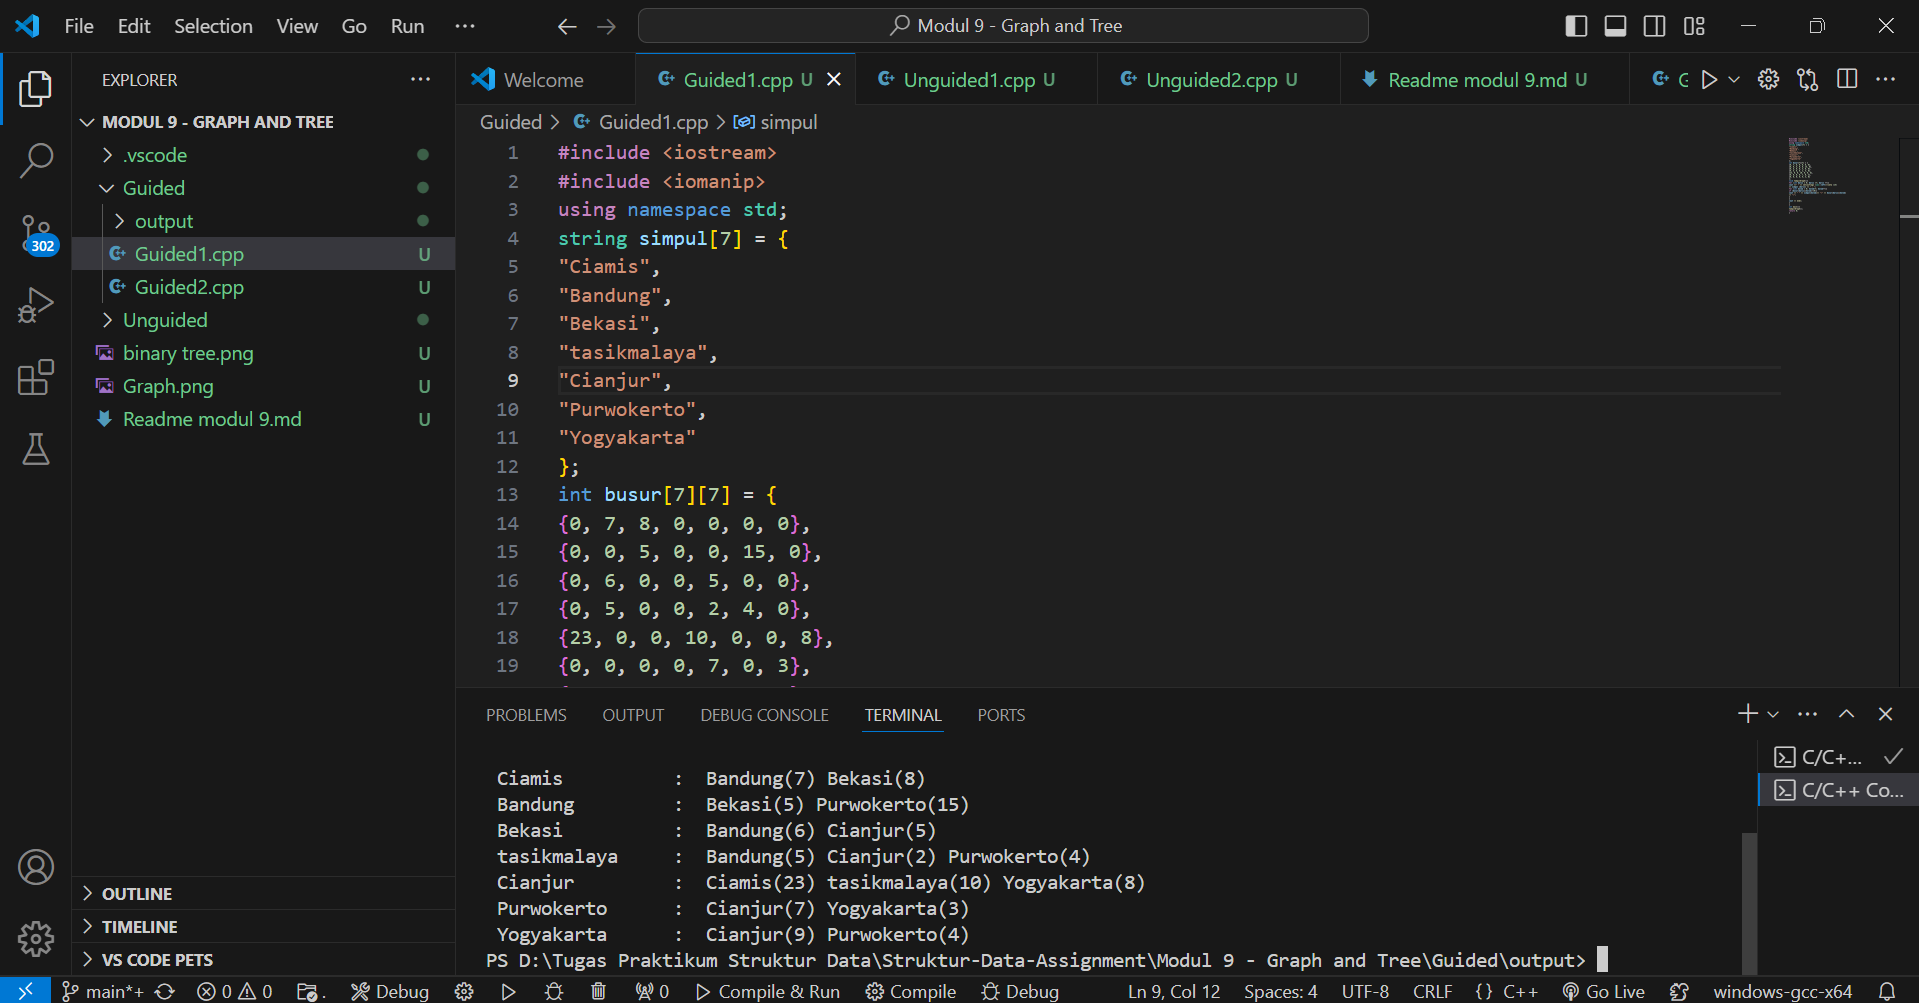 File Edit Selection View Go Run ··· Modul 9 - Graph and Tree
EXPLORER ···
MODUL 9 - GRAPH AND TREE
.vscode
Guided
output
Guided1.cpp U
Guided2.cpp U
Unguided
binary tree.png U
Graph.png U
Readme modul 9.md U
OUTLINE
TIMELINE
VS CODE PETS
302
Welcome Guided1.cpp U Unguided1.cpp U Unguided2.cpp U Readme modul 9.md U G
Guided > Guided1.cpp > simpul
1 #include <iostream>
2 #include <iomanip>
3 using namespace std;
4 string simpul[7] = {
5 "Ciamis",
6 "Bandung",
7 "Bekasi",
8 "tasikmalaya",
9 "Cianjur",
10 "Purwokerto",
11 "Yogyakarta"
12 };
13 int busur[7][7] = {
14 {0, 7, 8, 0, 0, 0, 0},
15 {0, 0, 5, 0, 0, 15, 0},
16 {0, 6, 0, 0, 5, 0, 0},
17 {0, 5, 0, 0, 2, 4, 0},
18 {23, 0, 0, 10, 0, 0, 8},
19 {0, 0, 0, 0, 7, 0, 3},
PROBLEMS OUTPUT DEBUG CONSOLE TERMINAL PORTS
Ciamis : Bandung(7) Bekasi(8)
Bandung : Bekasi(5) Purwokerto(15)
Bekasi : Bandung(6) Cianjur(5)
tasikmalaya : Bandung(5) Cianjur(2) Purwokerto(4)
Cianjur : Ciamis(23) tasikmalaya(10) Yogyakarta(8)
Purwokerto : Cianjur(7) Yogyakarta(3)
Yogyakarta : Cianjur(9) Purwokerto(4)
PS D:\Tugas Praktikum Struktur Data\Struktur-Data-Assignment\Modul 9 - Graph and Tree\Guided\output>
C/C+...
C/C++ Co...
main*+ 0 0 . Debug 0 Compile & Run Compile Debug Ln 9, Col 12 Spaces: 4 UTF-8 CRLF {} C++ Go Live windows-gcc-x64